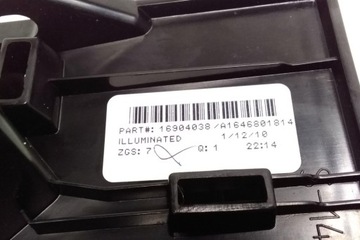 PART#: 16904038/A1646801814
ILLUMINATED 1/12/10
ZGS: 7 Q: 1 22:14